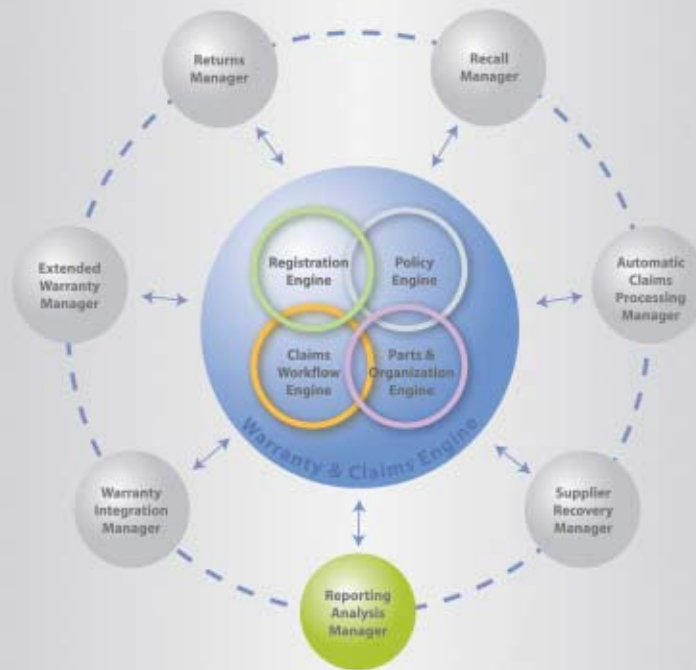 Returns
Manager
Recall
Manager
Extended
Warranty
Manager
Registration
Engine
Policy
Engine
Automatic
Claims
Processing
Manager
Claims
Workflow
Engine
Parts &
Organization
Engine
Warranty & Claims Engine
Warranty
Integration
Manager
Supplier
Recovery
Manager
Reporting
Analysis
Manager